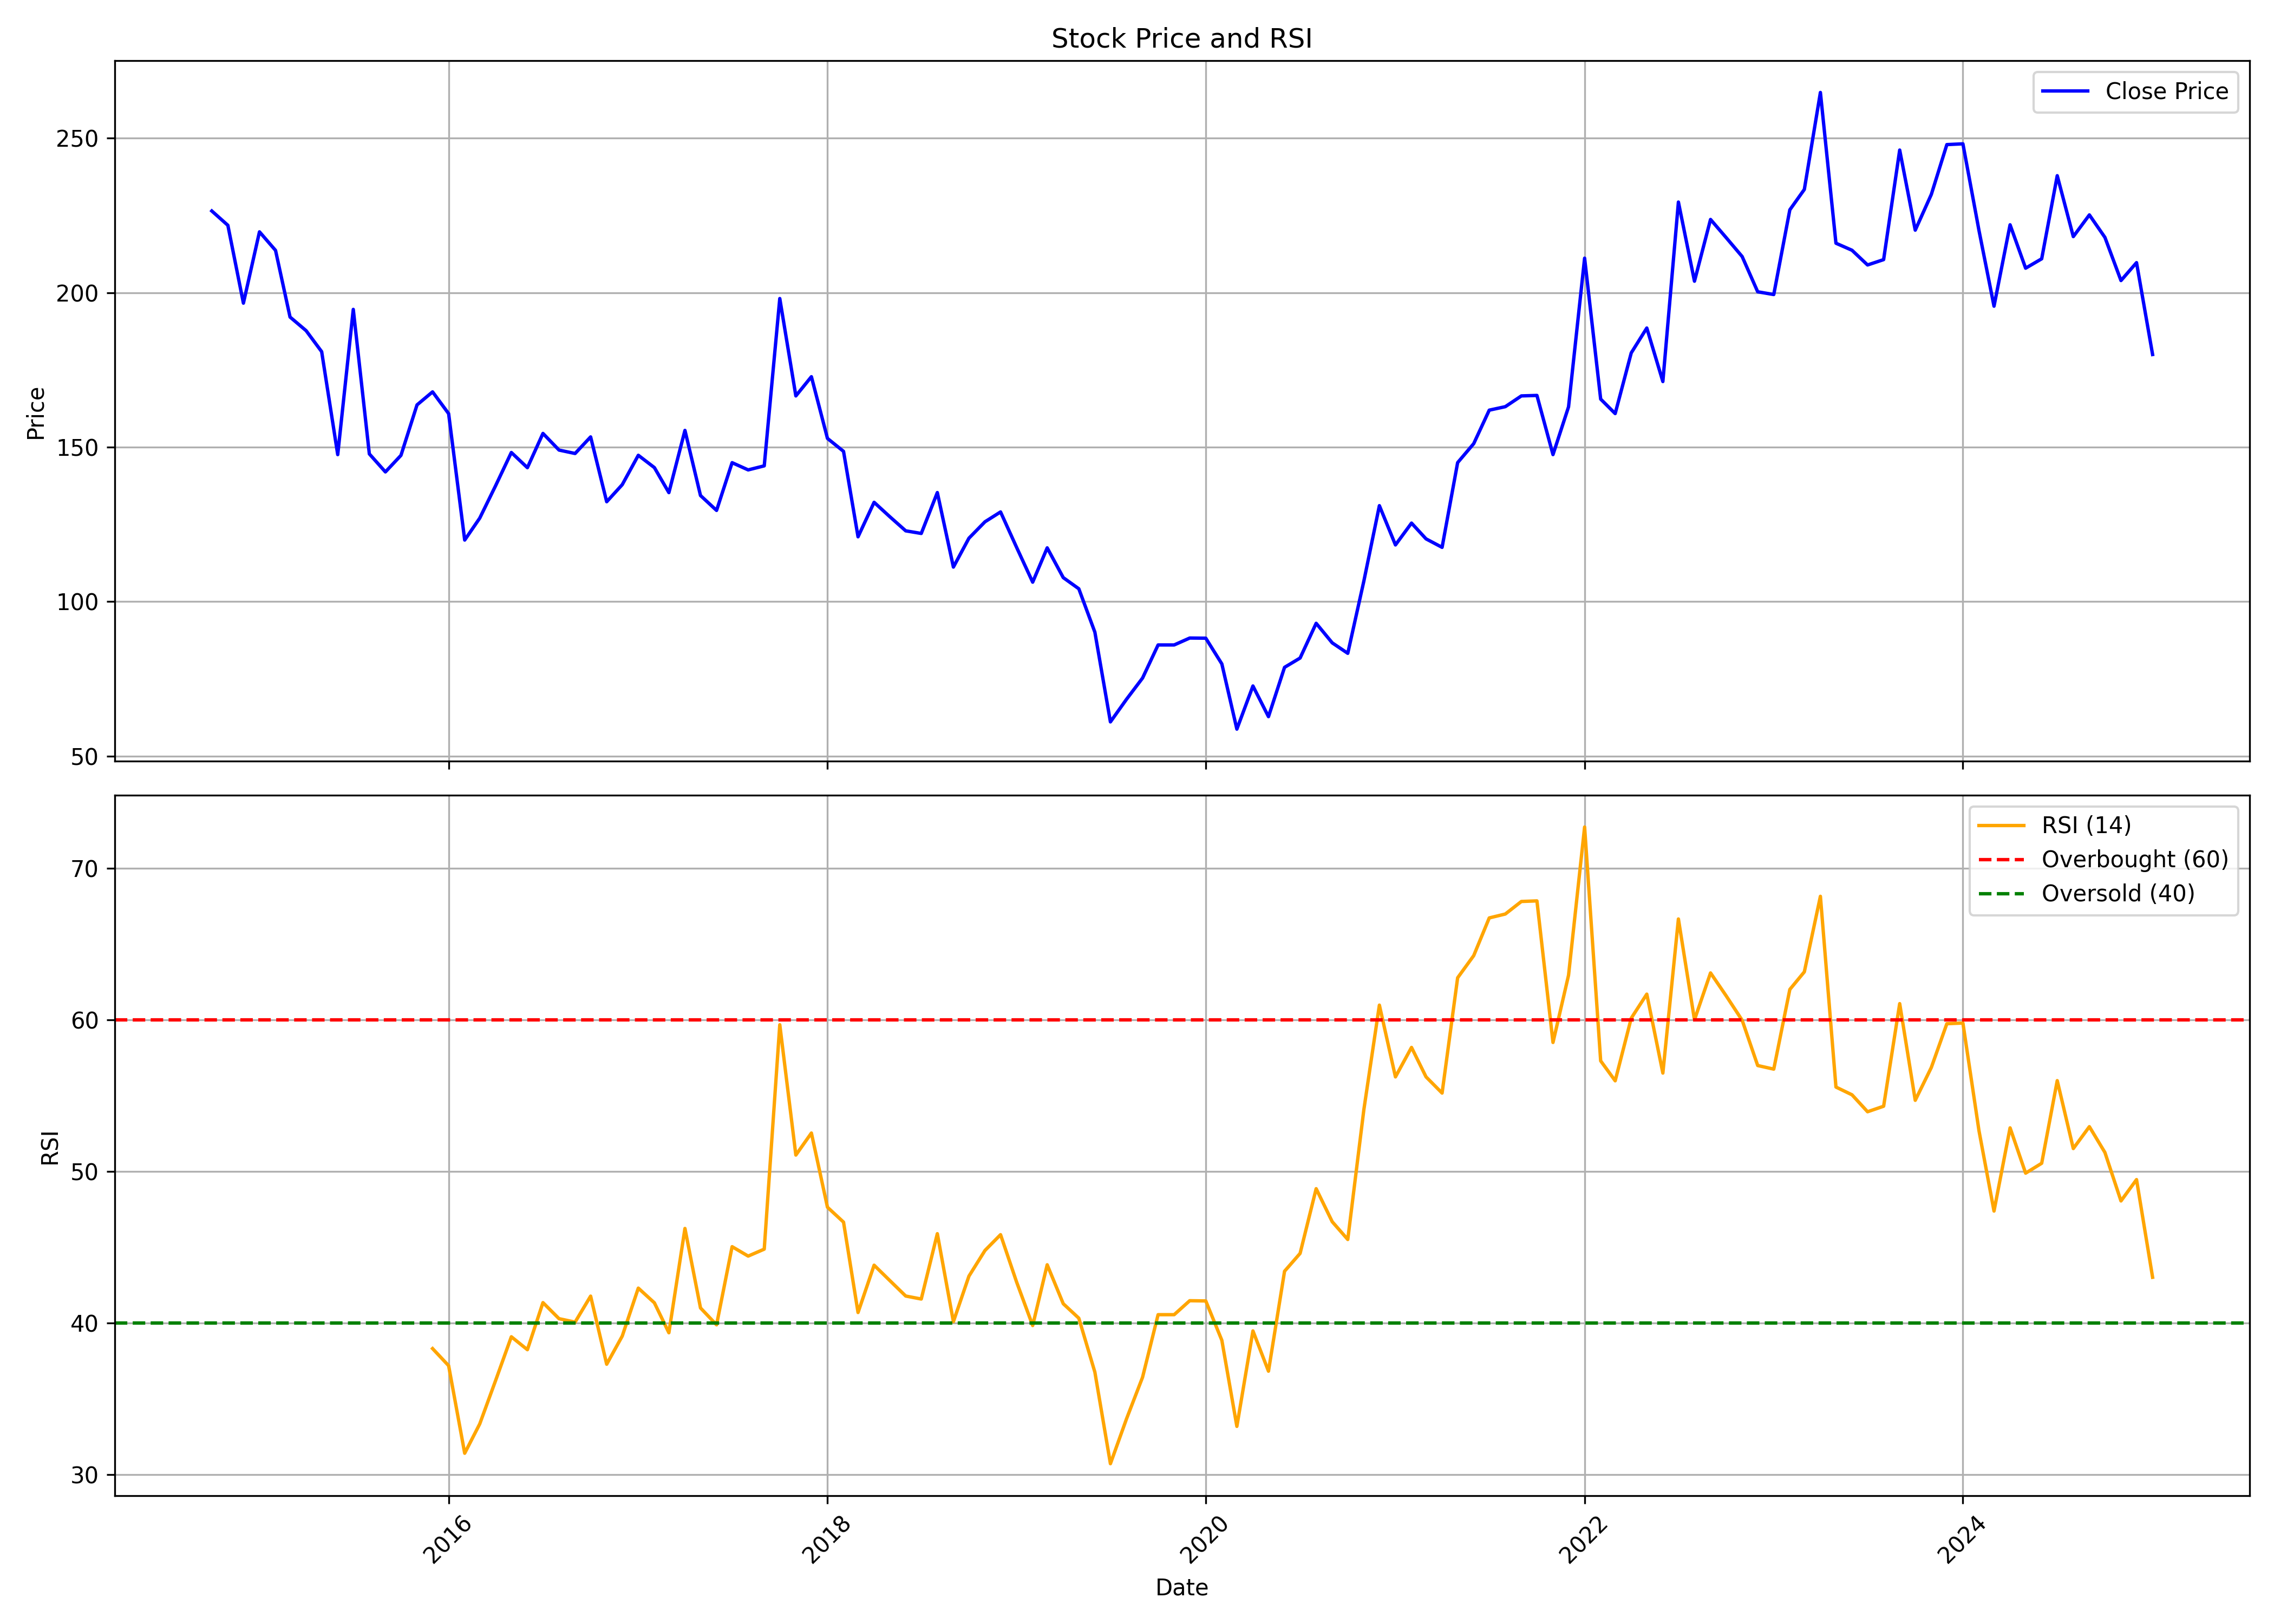 Stock Price and RSI
Close Price
250
200
150
100
50
Price
RSI (14)
Overbought (60)
Oversold (40)
70
60
50
40
30
RSI
2016
2018
2020
2022
2024
Date